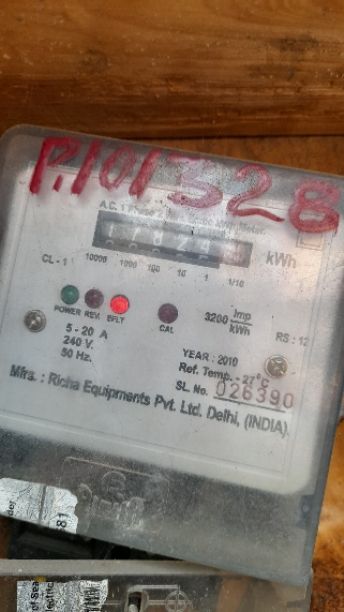 P.101328
kWh
CL - 1 10000 1000 100 10 1 1/10
POWER REV. EFLT CAL
3200 Imp/kWh
RS : 12
5 - 20 A
240 V.
50 Hz.
YEAR : 2010
Ref. Temp. - 27°C
SL. No. 026390
Mfrs. : Richa Equipments Pvt. Ltd. Delhi, (INDIA).